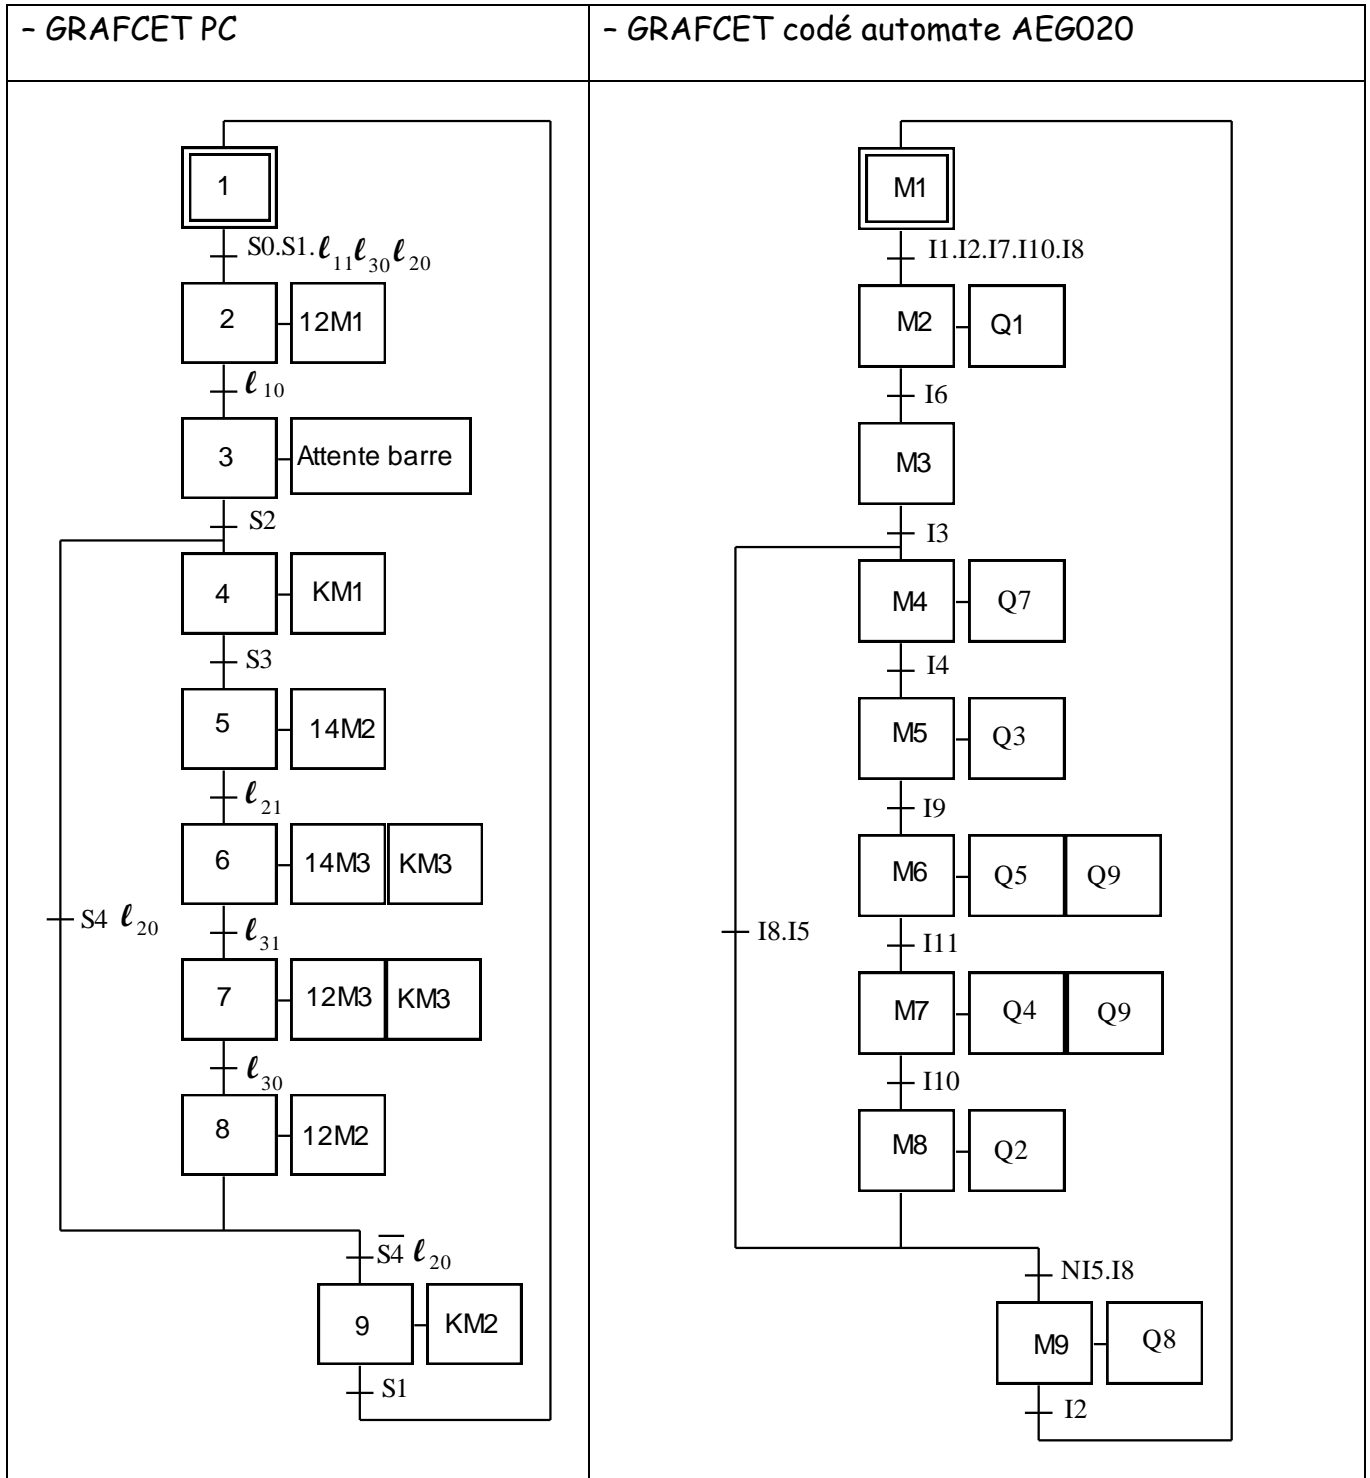 - GRAFCET PC
- GRAFCET codé automate AEG020
1
S0.S1.ℓ11ℓ30ℓ20
2
12M1
ℓ10
3
Attente barre
S2
4
KM1
S3
5
14M2
ℓ21
6
14M3
KM3
S4 ℓ20
ℓ31
7
12M3
KM3
ℓ30
8
12M2
S̅4̅ ℓ20
9
KM2
S1
M1
I1.I2.I7.I10.I8
M2
Q1
I6
M3
I3
M4
Q7
I4
M5
Q3
I9
M6
Q5
Q9
I8.I5
I11
M7
Q4
Q9
I10
M8
Q2
NI5.I8
M9
Q8
I2